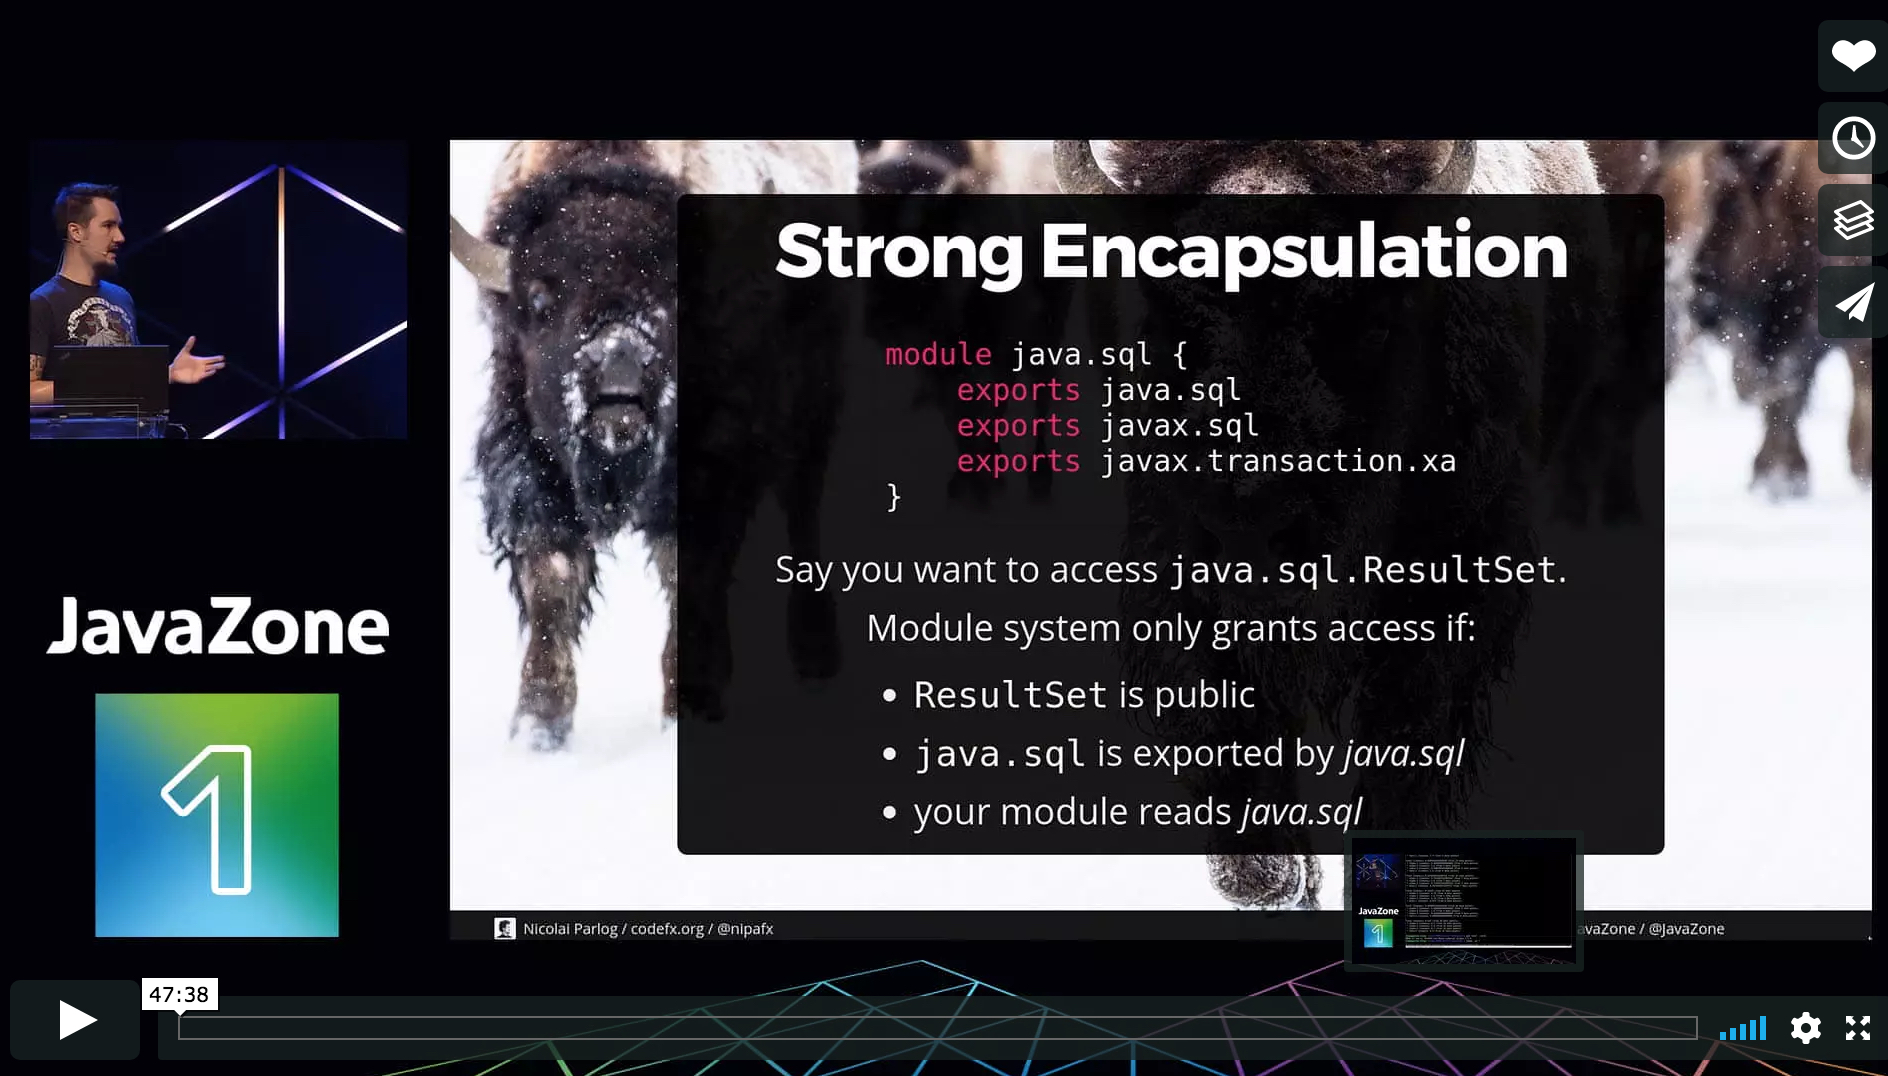 Strong Encapsulation
module java.sql {
exports java.sql
exports javax.sql
exports javax.transaction.xa
}
Say you want to access java.sql.ResultSet.
Module system only grants access if:
• ResultSet is public
• java.sql is exported by java.sql
• your module reads java.sql
JavaZone
1
JavaZone
1
Nicolai Parlog / codefx.org / @nipafx
avaZone / @JavaZone
47:38